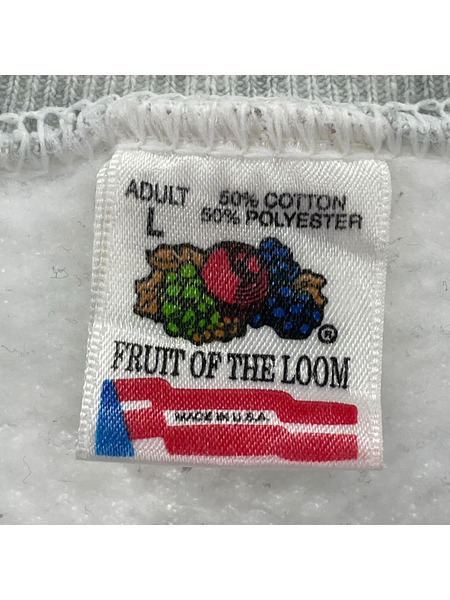 ADULT 50% COTTON
L 50% POLYESTER
®
FRUIT OF THE LOOM
MADE IN U.S.A.